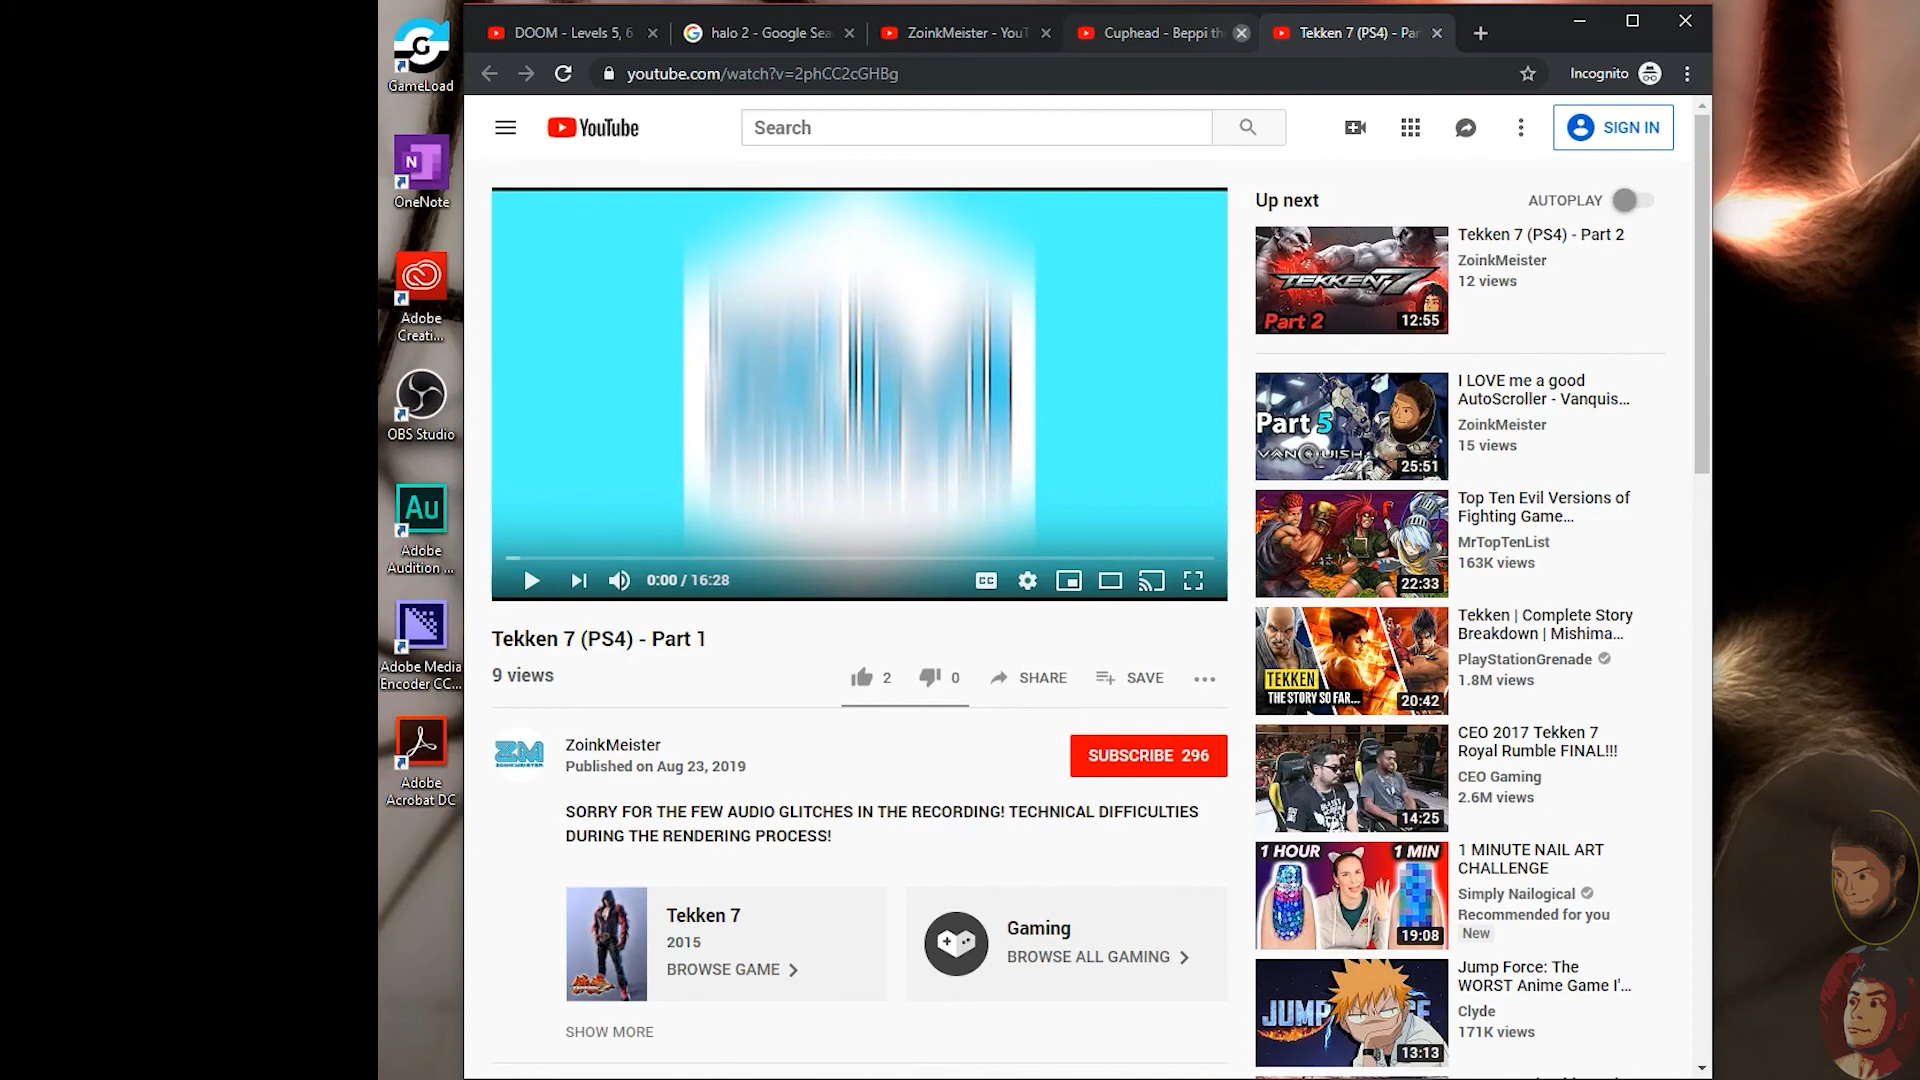 DOOM - Levels 5, 6
halo 2 - Google Sea
ZoinkMeister - YouT
Cuphead - Beppi th
Tekken 7 (PS4) - Par
youtube.com/watch?v=2phCC2cGHBg
Incognito
GameLoad
OneNote
Adobe
Creati...
OBS Studio
Au
Adobe
Audition ...
Adobe Media
Encoder CC...
Adobe
Acrobat DC
YouTube
Search
SIGN IN
0:00 / 16:28
CC
Tekken 7 (PS4) - Part 1
9 views
2
0
SHARE
SAVE
ZM
ZOINKMEISTER
ZoinkMeister
Published on Aug 23, 2019
SUBSCRIBE 296
SORRY FOR THE FEW AUDIO GLITCHES IN THE RECORDING! TECHNICAL DIFFICULTIES
DURING THE RENDERING PROCESS!
Tekken 7
2015
BROWSE GAME
Gaming
BROWSE ALL GAMING
SHOW MORE
Up next
AUTOPLAY
TEKKEN 7
Part 2
12:55
Tekken 7 (PS4) - Part 2
ZoinkMeister
12 views
Part 5
VANQUISH
25:51
I LOVE me a good
AutoScroller - Vanquis...
ZoinkMeister
15 views
22:33
Top Ten Evil Versions of
Fighting Game...
MrTopTenList
163K views
TEKKEN
THE STORY SO FAR...
20:42
Tekken | Complete Story
Breakdown | Mishima...
PlayStationGrenade
1.8M views
14:25
CEO 2017 Tekken 7
Royal Rumble FINAL!!!
CEO Gaming
2.6M views
1 HOUR
1 MIN
19:08
1 MINUTE NAIL ART
CHALLENGE
Simply Nailogical
Recommended for you
New
JUMP
13:13
Jump Force: The
WORST Anime Game I'...
Clyde
171K views